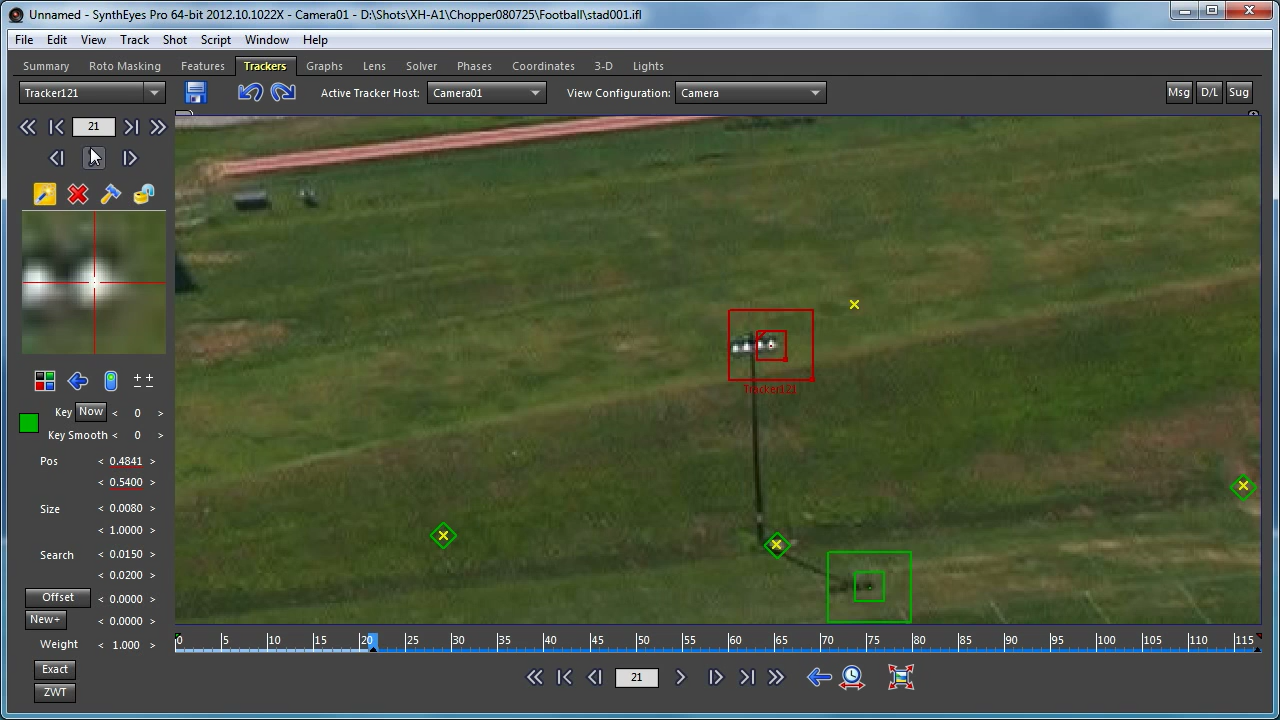 Unnamed - SynthEyes Pro 64-bit 2012.10.1022X - Camera01 - D:\Shots\XH-A1\Chopper080725\Football\stad001.ifl
File Edit View Track Shot Script Window Help
Summary Roto Masking Features Trackers Graphs Lens Solver Phases Coordinates 3-D Lights
Tracker121 Active Tracker Host: Camera01 View Configuration: Camera Msg D/L Sug
21
Tracker121
Key Now < 0 >
Key Smooth < 0 >
Pos < 0.4841 >
< 0.5400 >
Size < 0.0080 >
< 1.0000 >
Search < 0.0150 >
< 0.0200 >
Offset < 0.0000 >
New+ < 0.0000 >
Weight < 1.000 >
0 5 10 15 20 25 30 35 40 45 50 55 60 65 70 75 80 85 90 95 100 105 110 115
Exact
21
ZWT